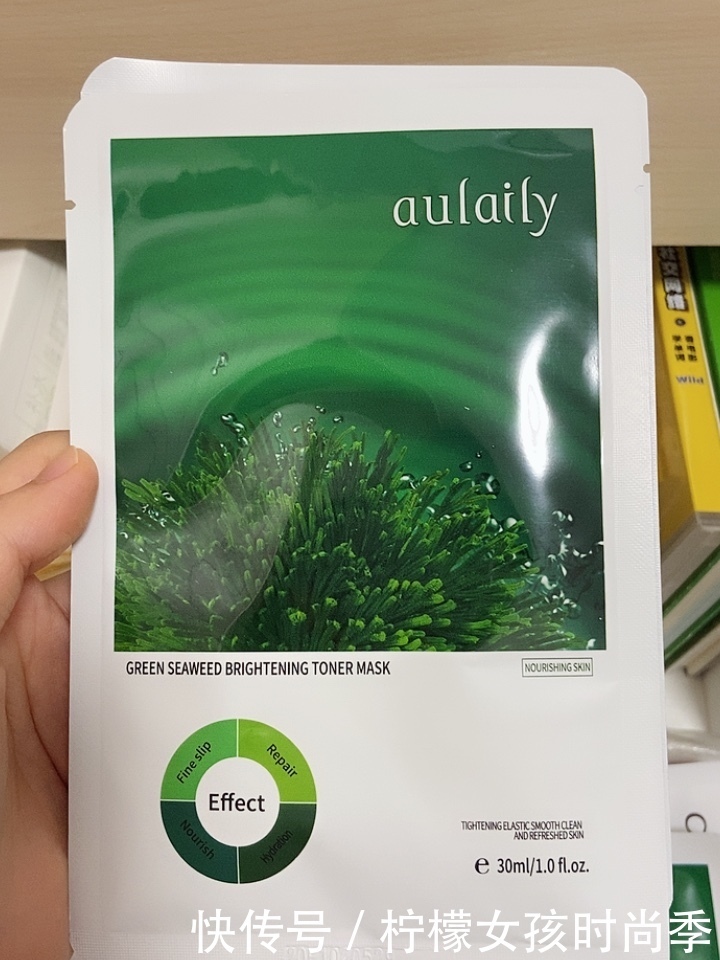 aulaily
GREEN SEAWEED BRIGHTENING TONER MASK
NOURISHING SKIN
Fine slip
Repair
Effect
Nourish
Hydration
TIGHTENING ELASTIC SMOOTH CLEAN
AND REFRESHED SKIN
℮ 30ml/1.0 fl.oz.
Wild
快传号 / 柠檬女孩时尚季